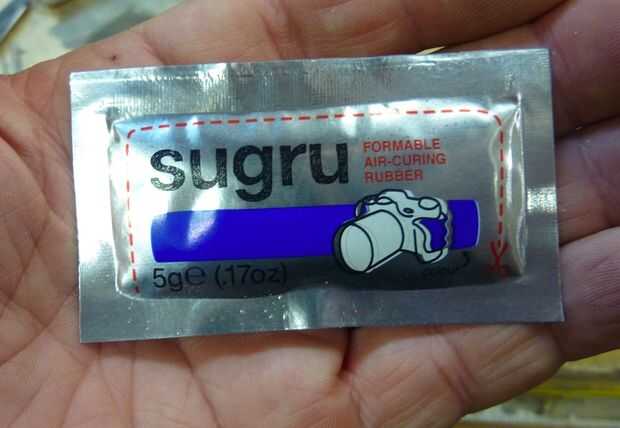 sugru
FORMABLE
AIR-CURING
RUBBER
5g℮ (.17oz)